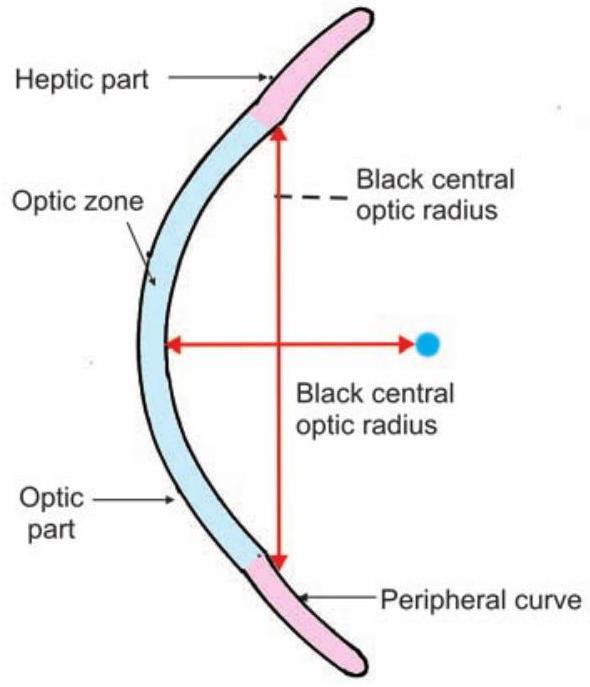 Heptic part
Optic zone
Black central
optic radius
Black central
optic radius
Optic
part
Peripheral curve